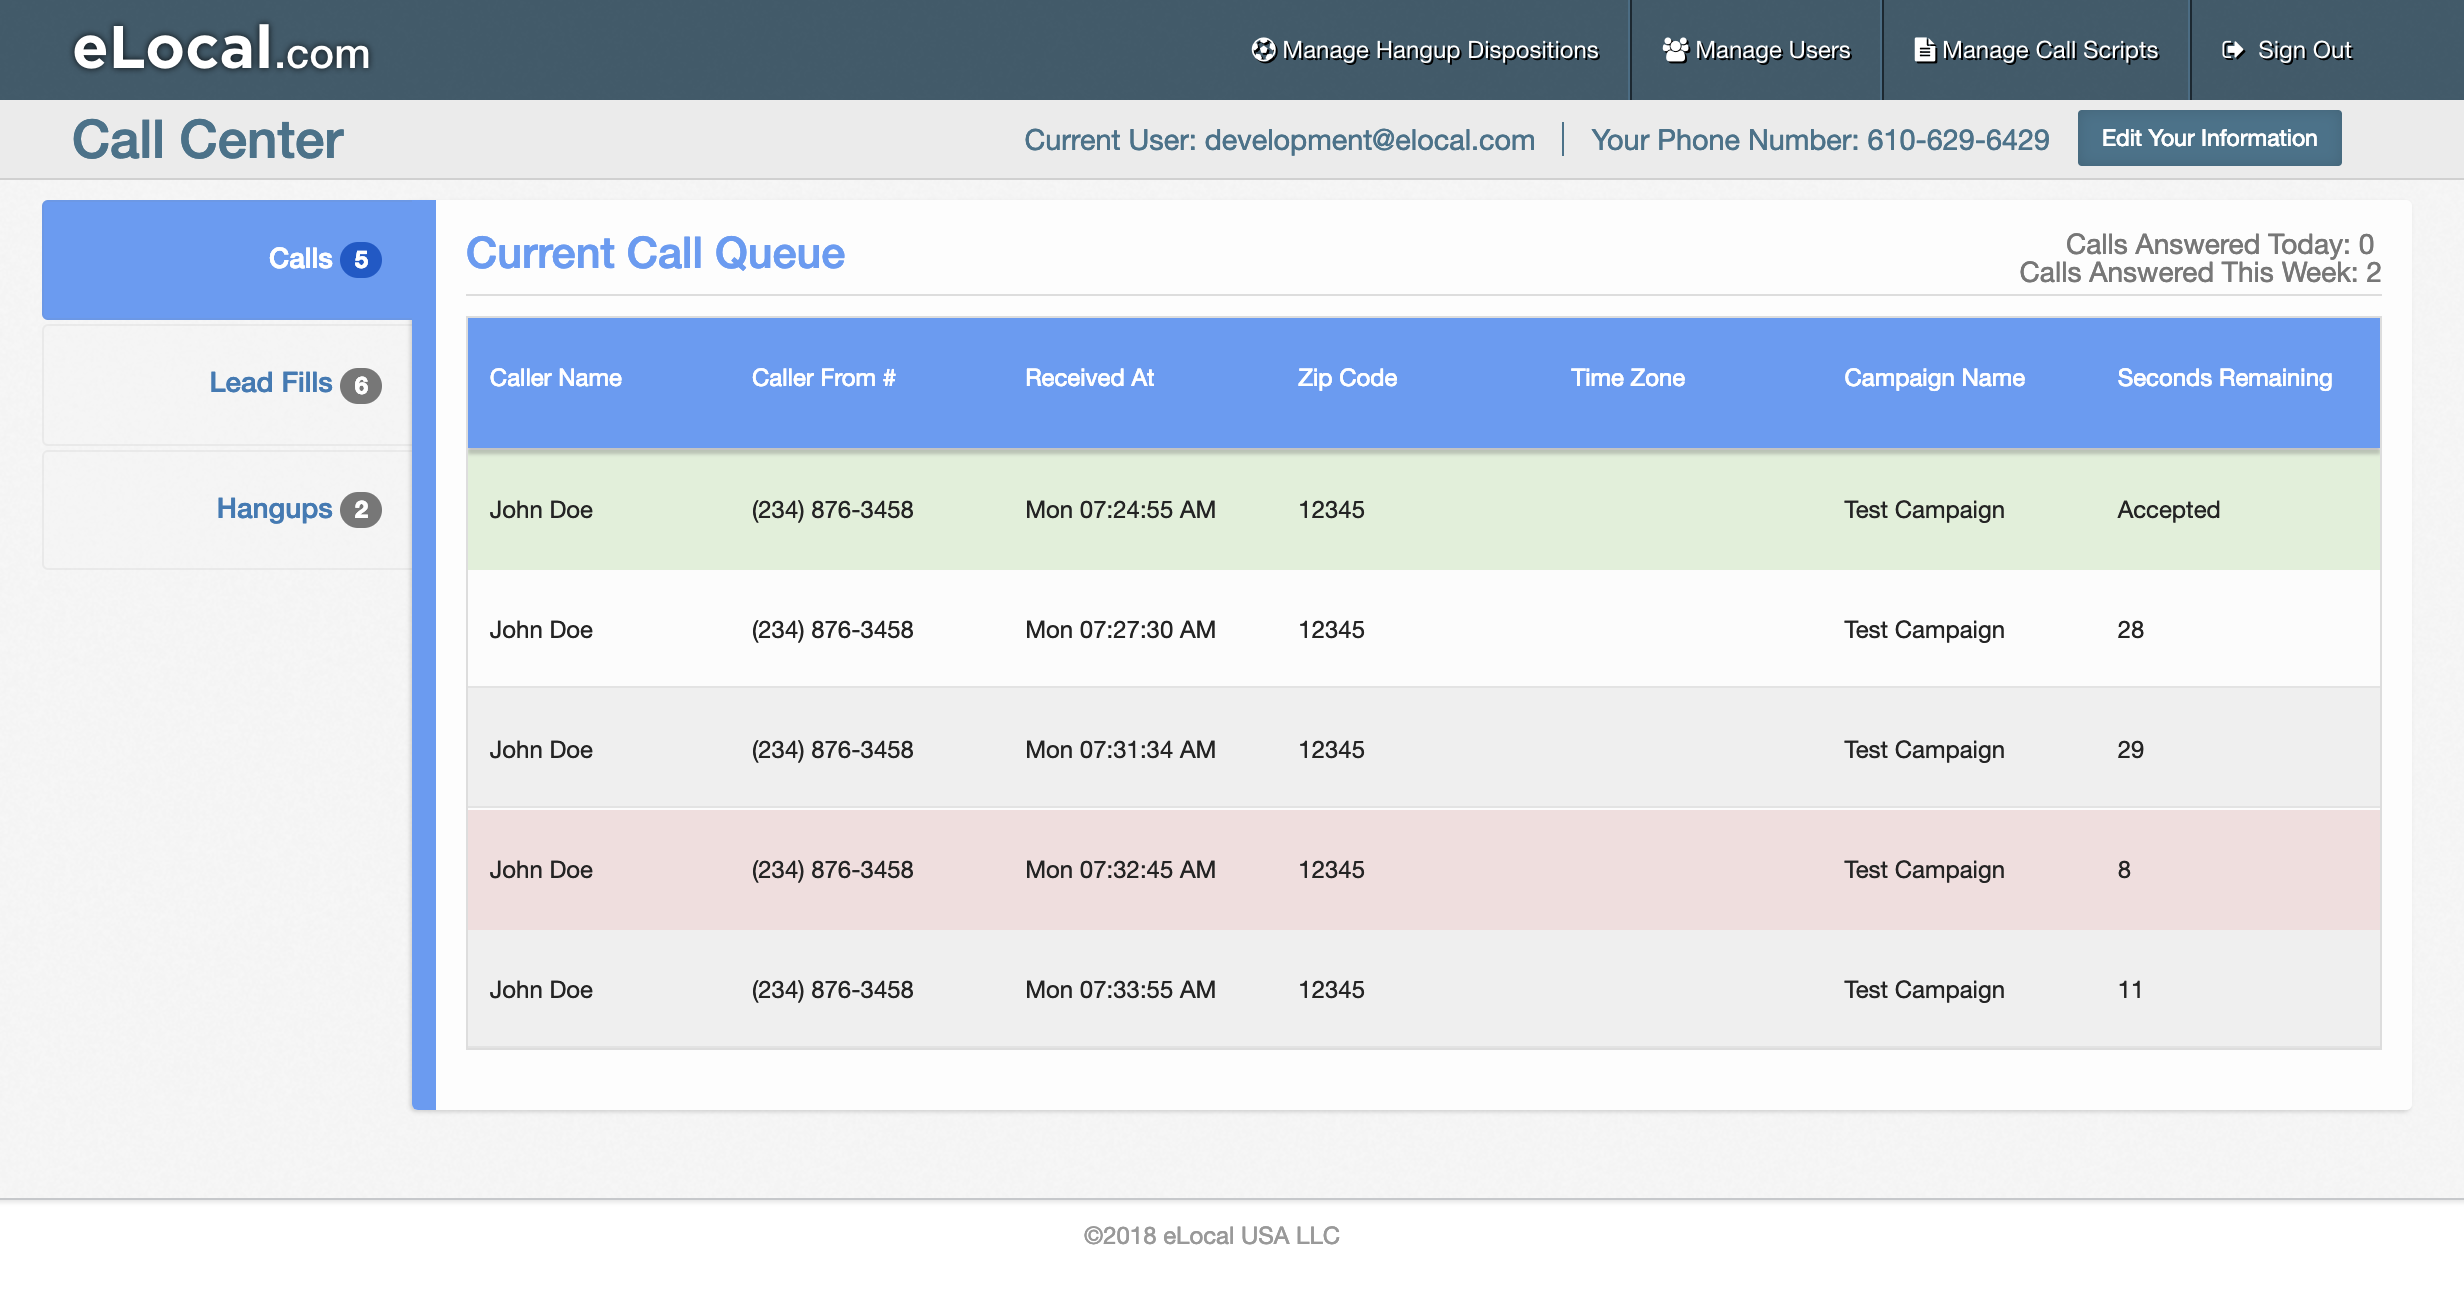 eLocal.com
Manage Hangup Dispositions
Manage Users
Manage Call Scripts
Sign Out
Call Center
Current User: development@elocal.com
Your Phone Number: 610-629-6429
Edit Your Information
Calls 5
Lead Fills 6
Hangups 2
Current Call Queue
Calls Answered Today: 0
Calls Answered This Week: 2
Caller Name Caller From # Received At Zip Code Time Zone Campaign Name Seconds Remaining
John Doe (234) 876-3458 Mon 07:24:55 AM 12345 Test Campaign Accepted
John Doe (234) 876-3458 Mon 07:27:30 AM 12345 Test Campaign 28
John Doe (234) 876-3458 Mon 07:31:34 AM 12345 Test Campaign 29
John Doe (234) 876-3458 Mon 07:32:45 AM 12345 Test Campaign 8
John Doe (234) 876-3458 Mon 07:33:55 AM 12345 Test Campaign 11
©2018 eLocal USA LLC